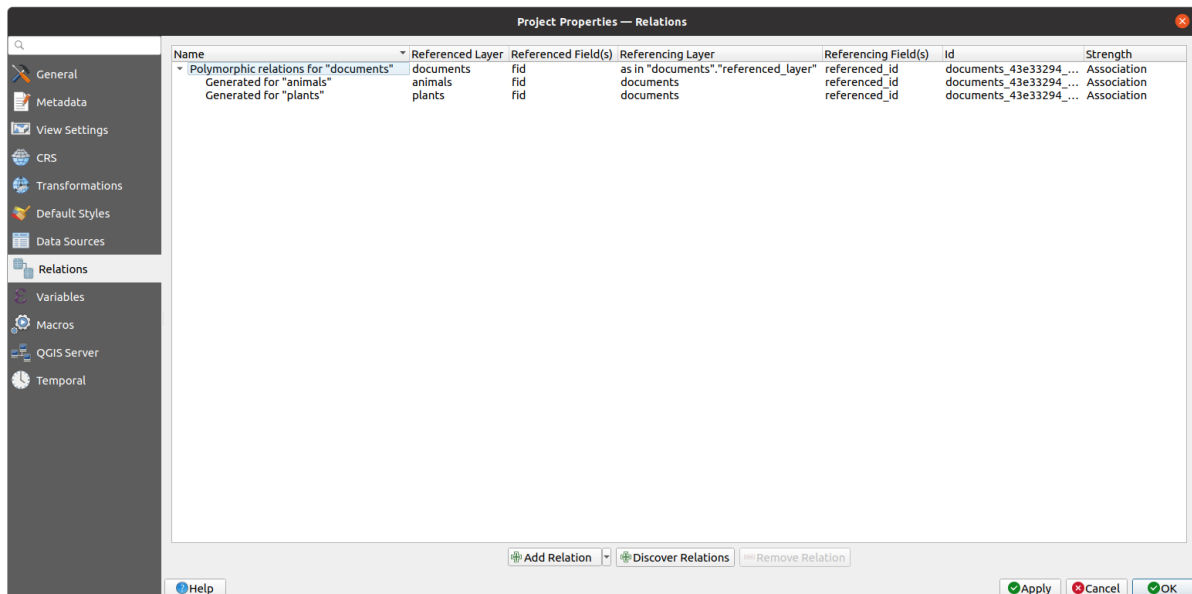 Project Properties — Relations
General
Metadata
View Settings
CRS
Transformations
Default Styles
Data Sources
Relations
Variables
Macros
QGIS Server
Temporal
Name Referenced Layer Referenced Field(s) Referencing Layer Referencing Field(s) Id Strength
Polymorphic relations for "documents" documents fid as in "documents"."referenced_layer" referenced_id documents_43e33294_... Association
Generated for "animals" animals fid documents referenced_id documents_43e33294_... Association
Generated for "plants" plants fid documents referenced_id documents_43e33294_... Association
Add Relation Discover Relations Remove Relation
Help Apply Cancel OK